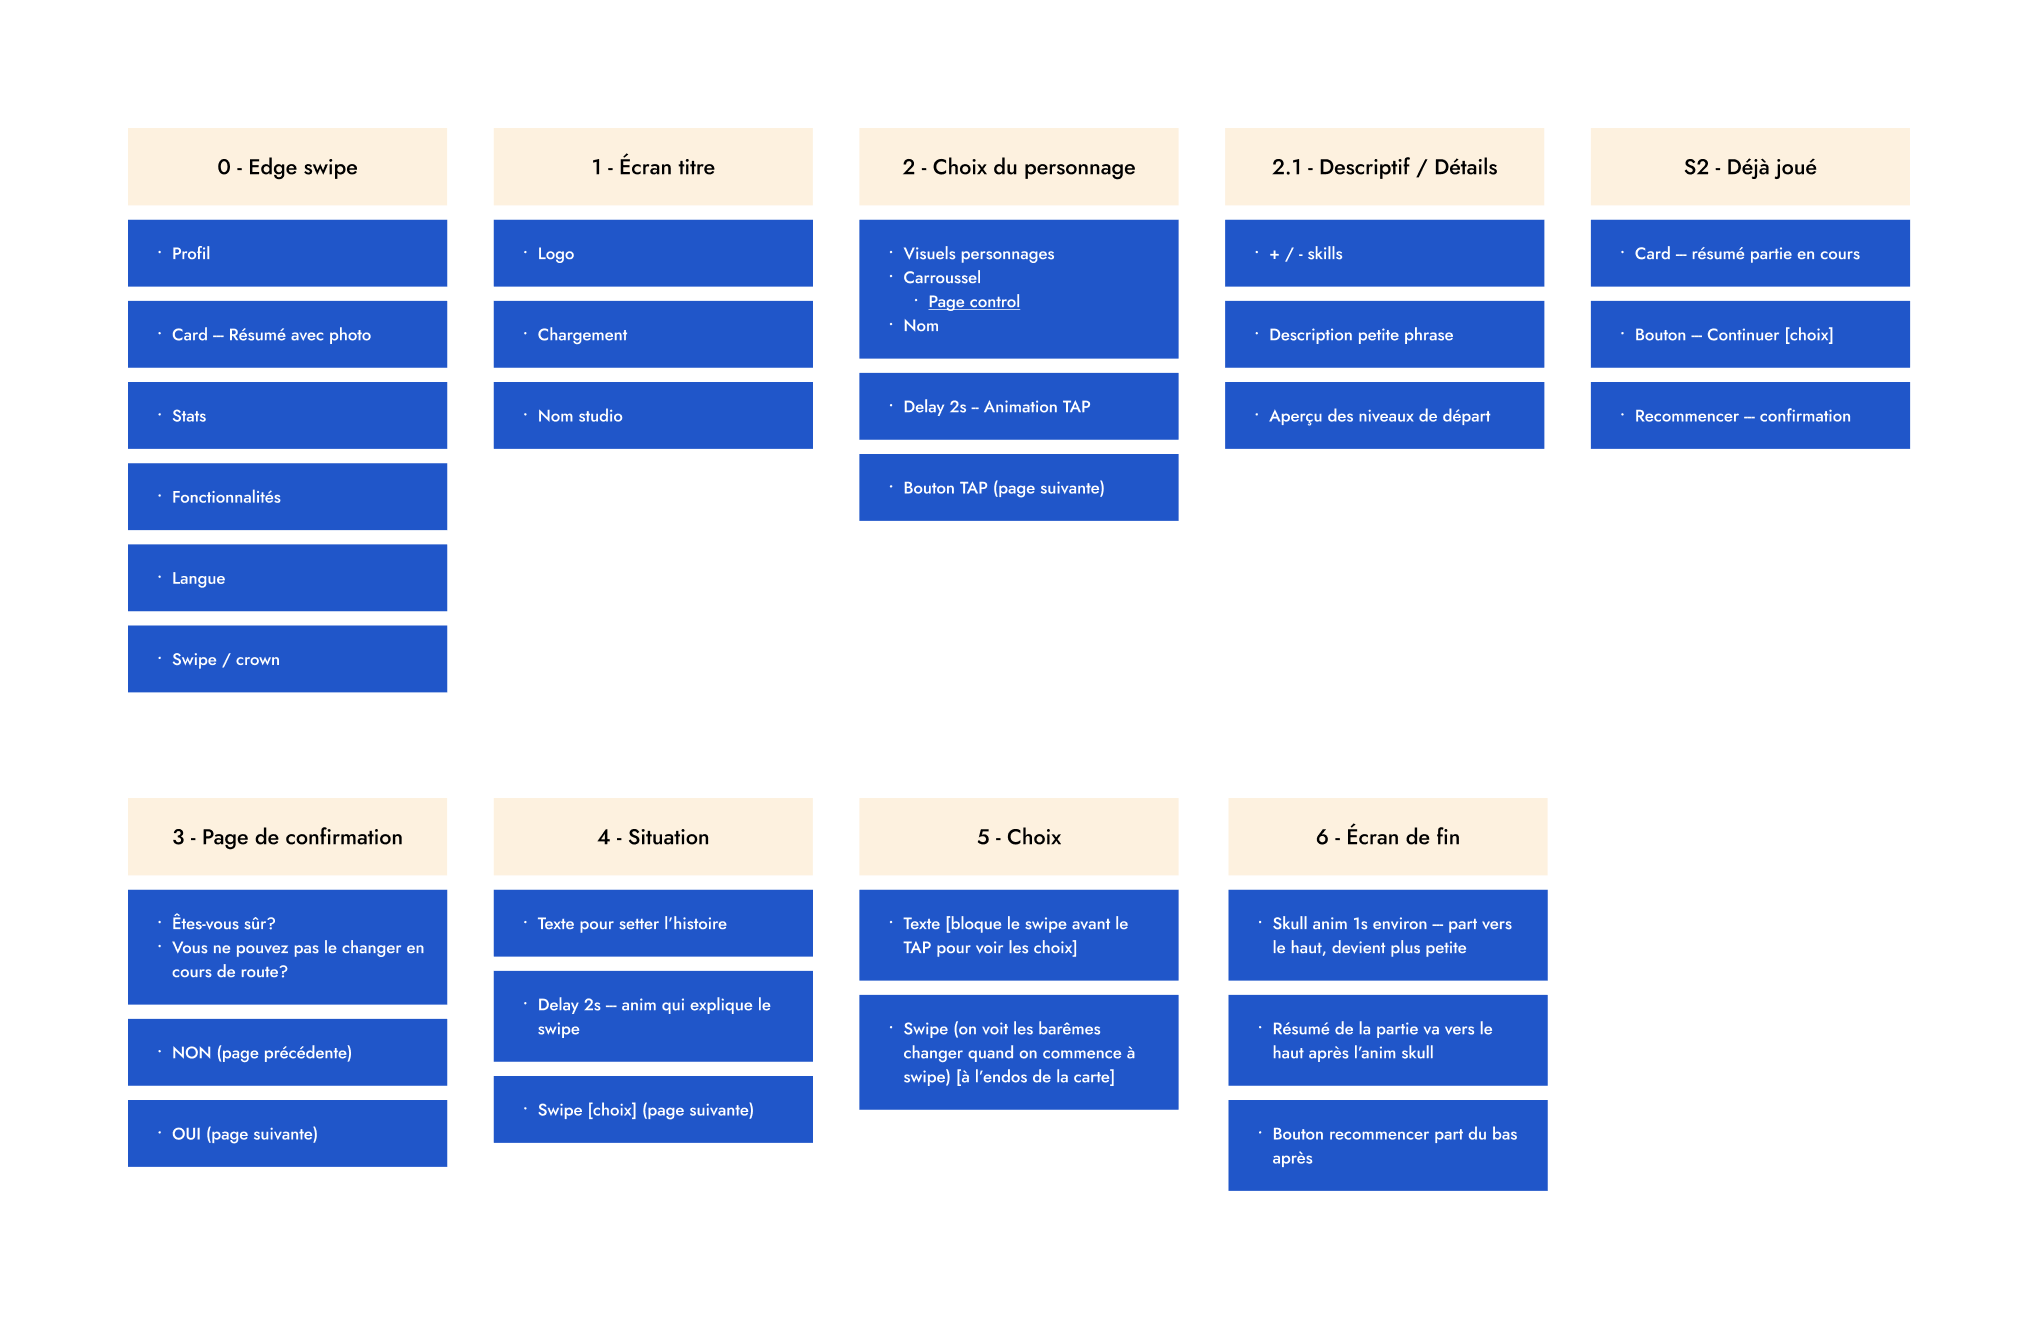 0 - Edge swipe
· Profil
· Card – Résumé avec photo
· Stats
· Fonctionnalités
· Langue
· Swipe / crown
1 - Écran titre
· Logo
· Chargement
· Nom studio
2 - Choix du personnage
· Visuels personnages
· Carroussel
· Page control
· Nom
· Delay 2s – Animation TAP
· Bouton TAP (page suivante)
2.1 - Descriptif / Détails
· + / - skills
· Description petite phrase
· Aperçu des niveaux de départ
S2 - Déjà joué
· Card – résumé partie en cours
· Bouton – Continuer [choix]
· Recommencer – confirmation
3 - Page de confirmation
· Êtes-vous sûr?
· Vous ne pouvez pas le changer en
cours de route?
· NON (page précédente)
· OUI (page suivante)
4 - Situation
· Texte pour setter l’histoire
· Delay 2s – anim qui explique le
swipe
· Swipe [choix] (page suivante)
5 - Choix
· Texte [bloque le swipe avant le
TAP pour voir les choix]
· Swipe (on voit les barêmes
changer quand on commence à
swipe) [à l’endos de la carte]
6 - Écran de fin
· Skull anim 1s environ – part vers
le haut, devient plus petite
· Résumé de la partie va vers le
haut après l’anim skull
· Bouton recommencer part du bas
après